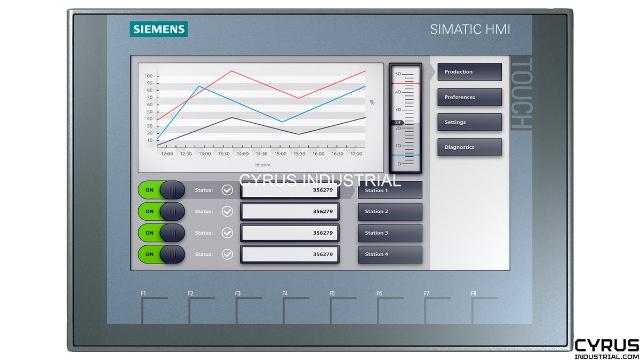 SIEMENS
SIMATIC HMI
TOUCH
100
90
80
70
60
50
40
30
20
10
%
12:00 12:30 13:00 13:30 14:00 14:30 15:00 15:30 16:00 16:30 17:00
50
40
30
20
10
0
Production
Preferences
Settings
Diagnostics
CYRUS INDUSTRIAL
ON Status: 356279 Station 1
ON Status: 356279 Station 2
ON Status: 356279 Station 3
ON Status: 356279 Station 4
F1 F2 F3 F4 F5 F6 F7 F8
CYRUS
INDUSTRIAL.COM